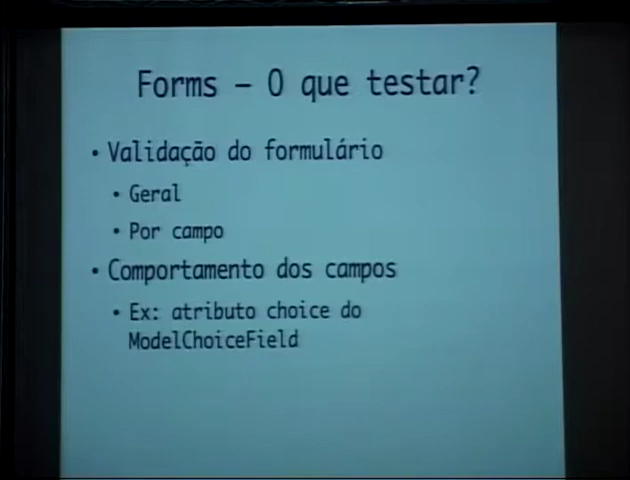 Forms – O que testar?
• Validação do formulário
• Geral
• Por campo
• Comportamento dos campos
• Ex: atributo choice do
ModelChoiceField